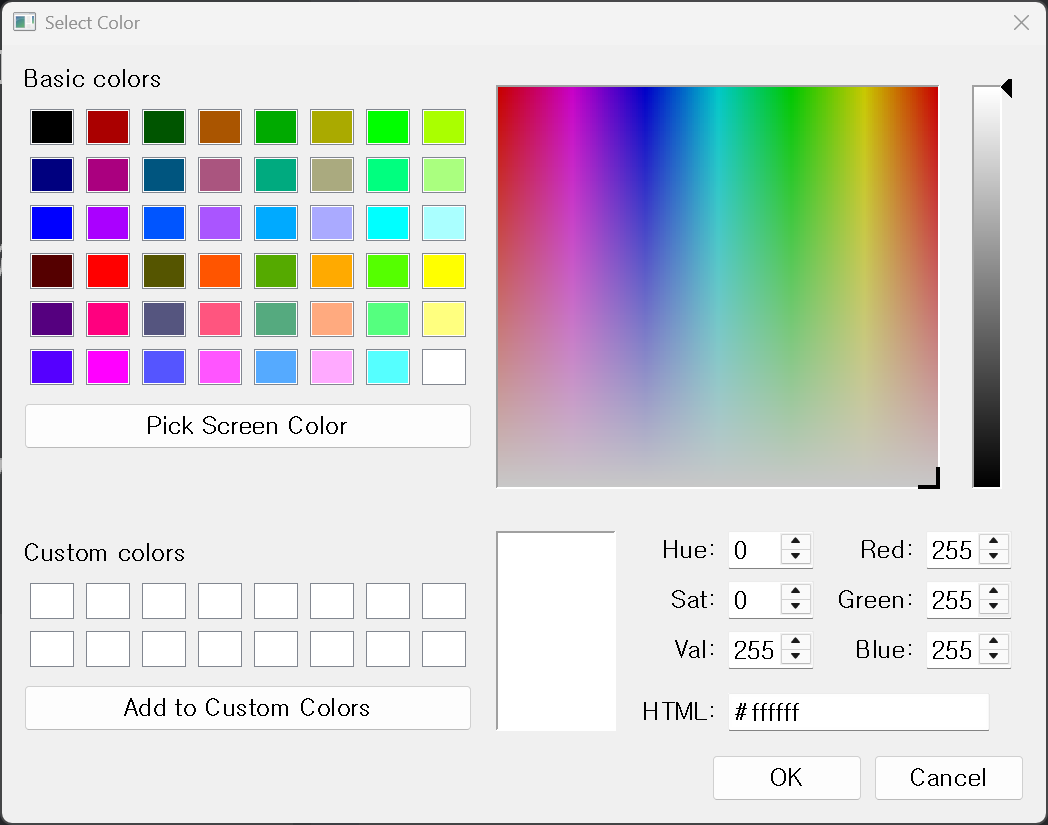 Select Color
Basic colors
Pick Screen Color
Custom colors
Add to Custom Colors
Hue: 0 Red: 255
Sat: 0 Green: 255
Val: 255 Blue: 255
HTML: #ffffff
OK Cancel